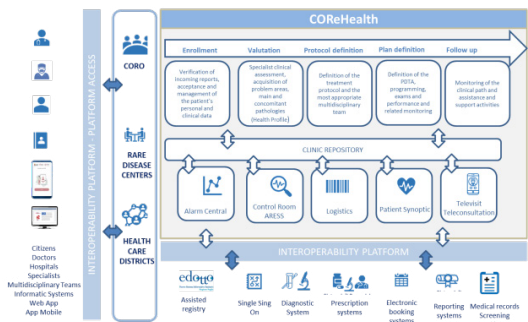 COReHealth
Enrollment
Valutation
Protocol definition
Plan definition
Follow up
Verification of
incoming reports,
acceptance and
management of
the patient's
personal and
clinical data
Specialist clinical
assessment,
acquisition of
problem areas,
main and
concomitant
pathologies
(Health Profile)
Definition of the
treatment
protocol and the
most appropriate
multidisciplinary
team
Definition of the
PDTA,
programming,
exams and
performance and
related monitoring
Monitoring of the
clinical path and
assistance and
support activities
CLINIC REPOSITORY
Alarm Central
Control Room
ARESS
Logistics
Patient Synoptic
Televisit
Teleconsultation
INTEROPERABILITY PLATFORM
INTEROPERABILITY PLATFORM - PLATFORM ACCESS
CORO
RARE
DISEASE
CENTERS
HEALTH
CARE
DISTRICTS
Citizens
Doctors
Hospitals
Specialists
Multidisciplinary Teams
Informatic Systems
Web App
App Mobile
edotto
Assisted
registry
Single Sing
On
Diagnostic
System
Prescription
systems
Electronic
booking
systems
Reporting
systems
Medical records
Screening